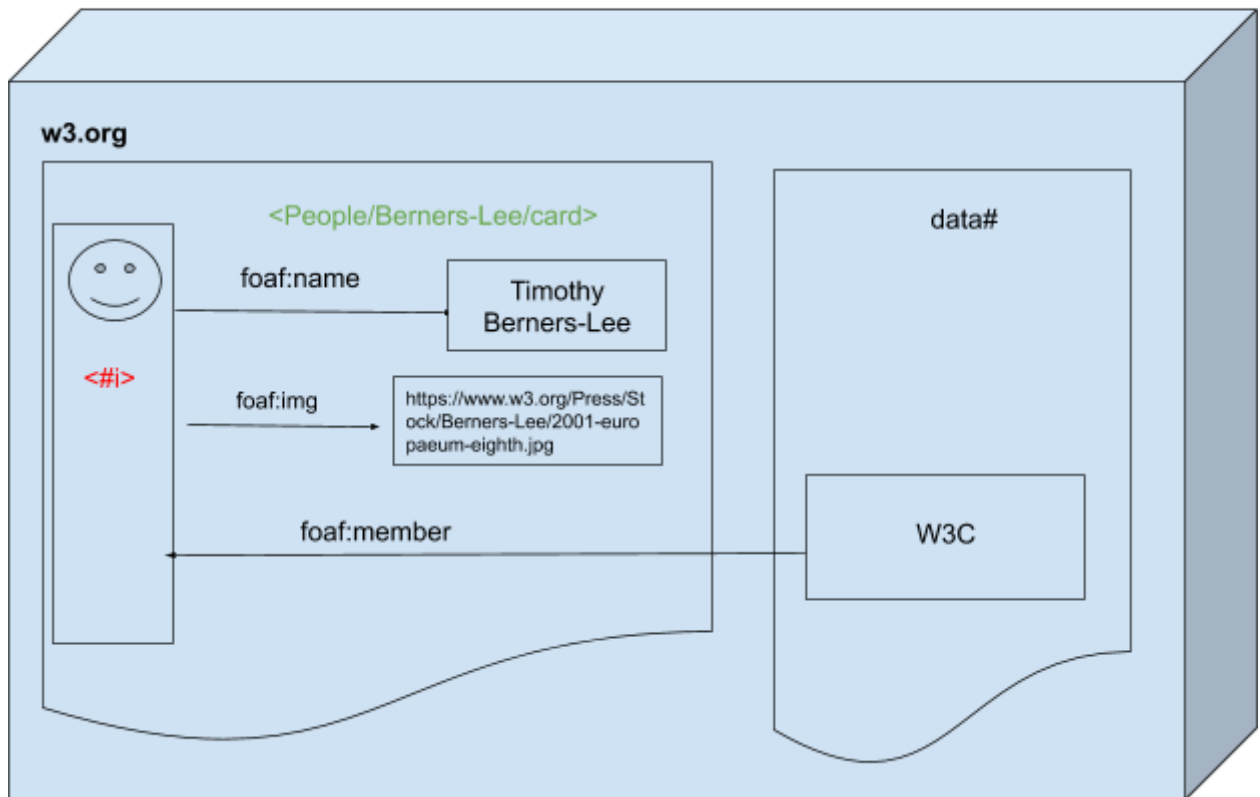 w3.org
<People/Berners-Lee/card>
data#
foaf:name
Timothy
Berners-Lee
<#i>
foaf:img
https://www.w3.org/Press/St
ock/Berners-Lee/2001-euro
paeum-eighth.jpg
foaf:member
W3C